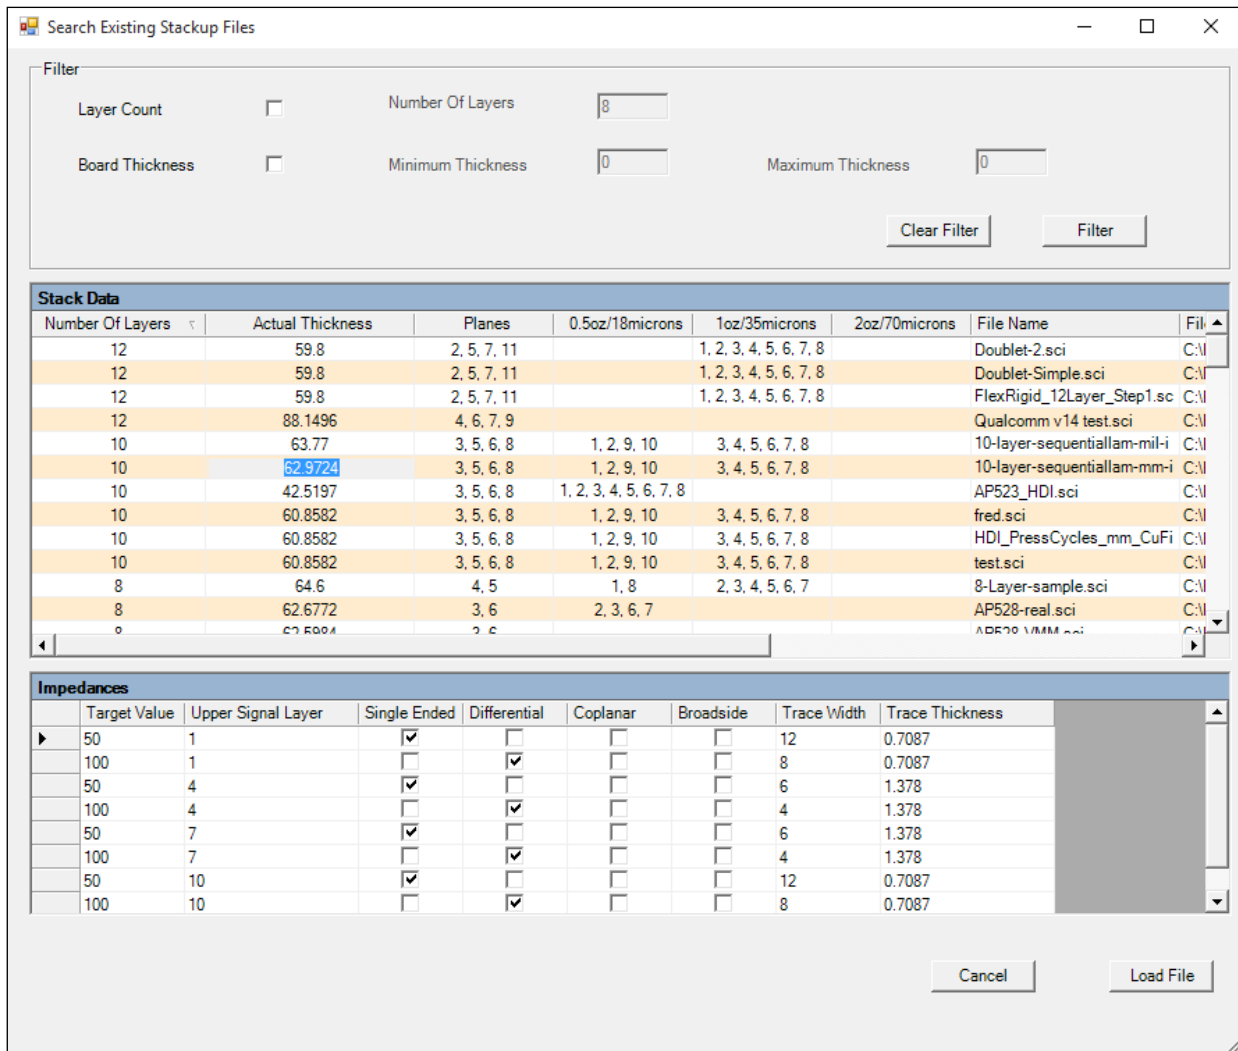 Search Existing Stackup Files
Filter
Layer Count Number Of Layers 8
Board Thickness Minimum Thickness 0 Maximum Thickness 0
Clear Filter Filter
Stack Data
Number Of Layers Actual Thickness Planes 0.5oz/18microns 1oz/35microns 2oz/70microns File Name File
12 59.8 2, 5, 7, 11 1, 2, 3, 4, 5, 6, 7, 8 Doublet-2.sci C:\
12 59.8 2, 5, 7, 11 1, 2, 3, 4, 5, 6, 7, 8 Doublet-Simple.sci C:\
12 59.8 2, 5, 7, 11 1, 2, 3, 4, 5, 6, 7, 8 FlexRigid_12Layer_Step1.sc C:\
12 88.1496 4, 6, 7, 9 Qualcomm v14 test.sci C:\
10 63.77 3, 5, 6, 8 1, 2, 9, 10 3, 4, 5, 6, 7, 8 10-layer-sequentiallam-mil-i C:\
10 62.9724 3, 5, 6, 8 1, 2, 9, 10 3, 4, 5, 6, 7, 8 10-layer-sequentiallam-mm-i C:\
10 42.5197 3, 5, 6, 8 1, 2, 3, 4, 5, 6, 7, 8 AP523_HDI.sci C:\
10 60.8582 3, 5, 6, 8 1, 2, 9, 10 3, 4, 5, 6, 7, 8 fred.sci C:\
10 60.8582 3, 5, 6, 8 1, 2, 9, 10 3, 4, 5, 6, 7, 8 HDI_PressCycles_mm_CuFi C:\
10 60.8582 3, 5, 6, 8 1, 2, 9, 10 3, 4, 5, 6, 7, 8 test.sci C:\
8 64.6 4, 5 1, 8 2, 3, 4, 5, 6, 7 8-Layer-sample.sci C:\
8 62.6772 3, 6 2, 3, 6, 7 AP528-real.sci C:\
8 62.5984 3, 6 AP528-VMM.sci C:\
Impedances
Target Value Upper Signal Layer Single Ended Differential Coplanar Broadside Trace Width Trace Thickness
50 1 12 0.7087
100 1 8 0.7087
50 4 6 1.378
100 4 4 1.378
50 7 6 1.378
100 7 4 1.378
50 10 12 0.7087
100 10 8 0.7087
Cancel Load File